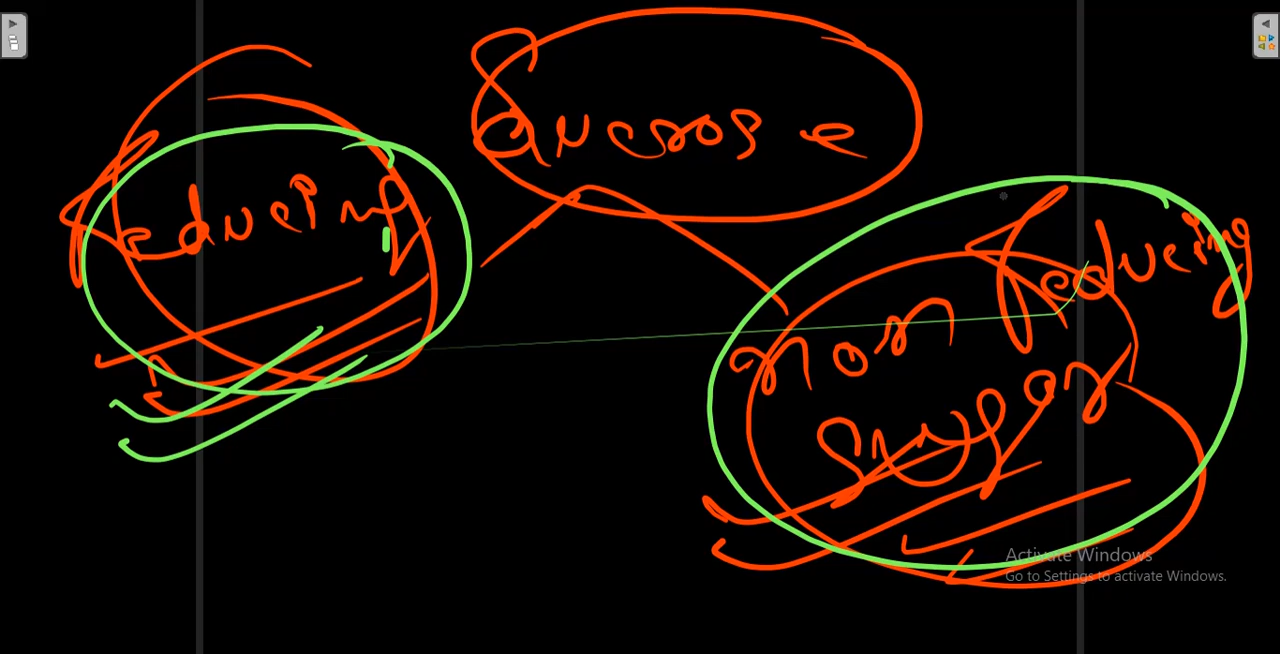 Sucrose
Reducing
non reducing
Sugar
Activate Windows
Go to Settings to activate Windows.